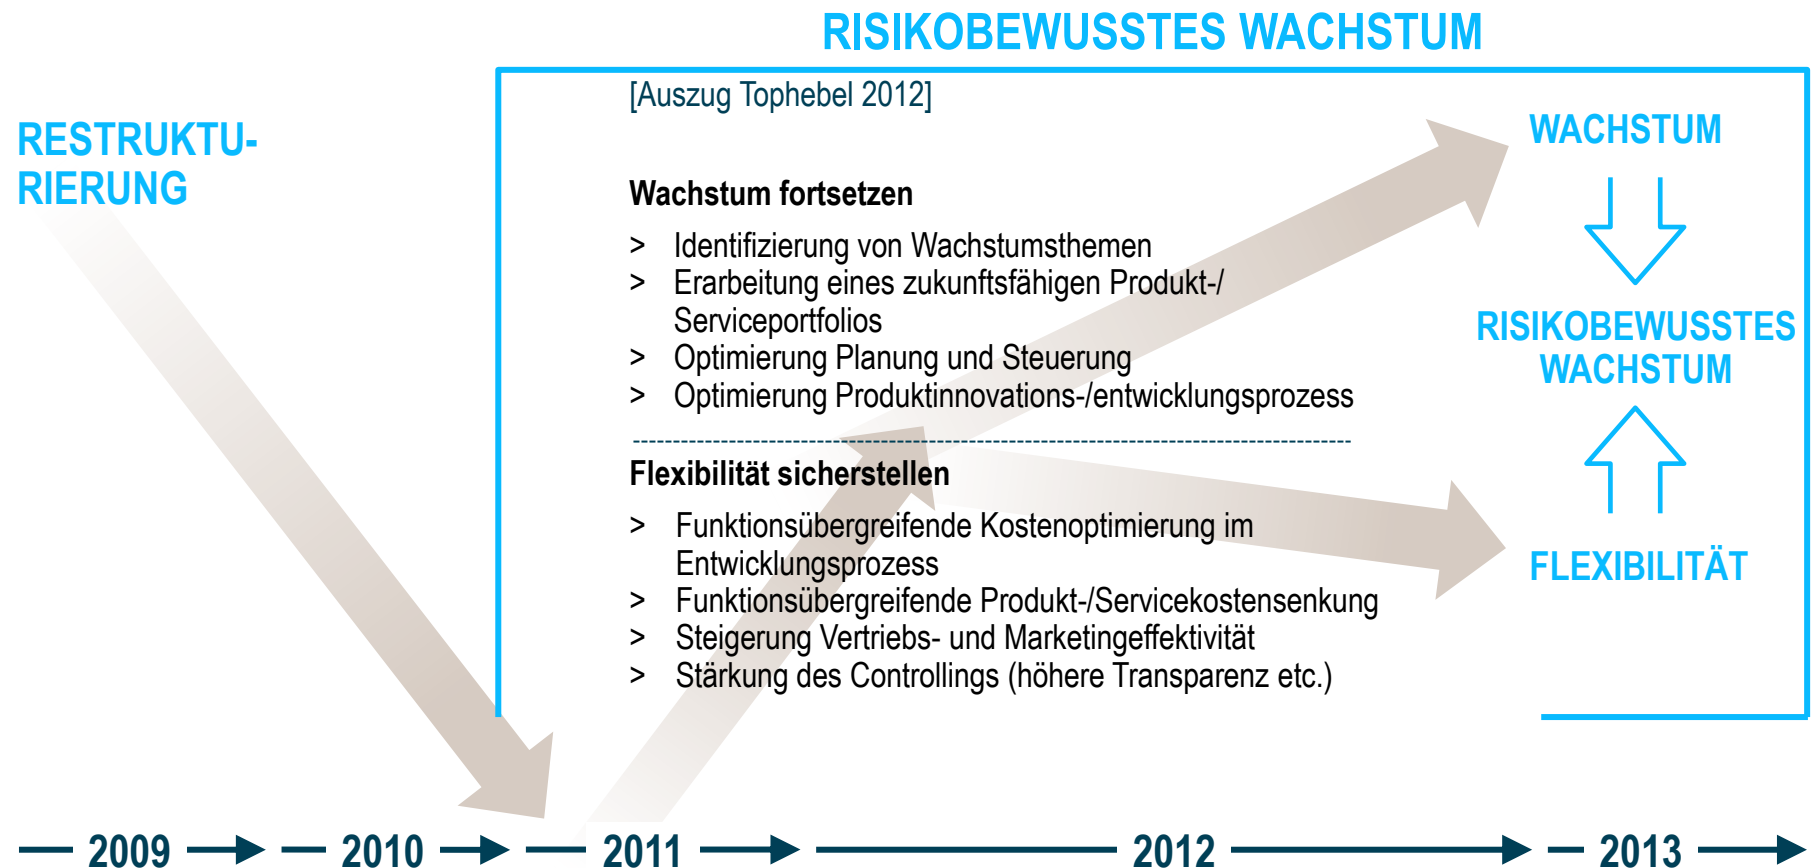 RISIKOBEWUSSTES WACHSTUM
RESTRUKTU-
RIERUNG
[Auszug Tophebel 2012]
Wachstum fortsetzen
> Identifizierung von Wachstumsthemen
> Erarbeitung eines zukunftsfähigen Produkt-/
Serviceportfolios
> Optimierung Planung und Steuerung
> Optimierung Produktinnovations-/entwicklungsprozess
Flexibilität sicherstellen
> Funktionsübergreifende Kostenoptimierung im
Entwicklungsprozess
> Funktionsübergreifende Produkt-/Servicekostensenkung
> Steigerung Vertriebs- und Marketingeffektivität
> Stärkung des Controllings (höhere Transparenz etc.)
WACHSTUM
RISIKOBEWUSSTES
WACHSTUM
FLEXIBILITÄT
2009 2010 2011 2012 2013